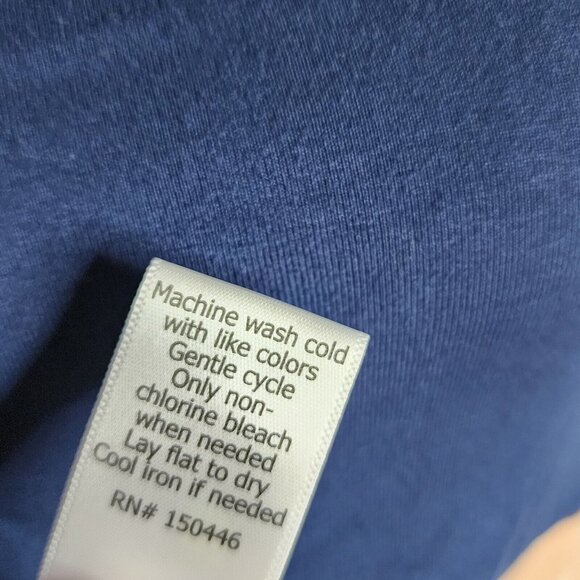 Machine wash cold
with like colors
Gentle cycle
Only non-
chlorine bleach
when needed
Lay flat to dry
Cool iron if needed
RN# 150446